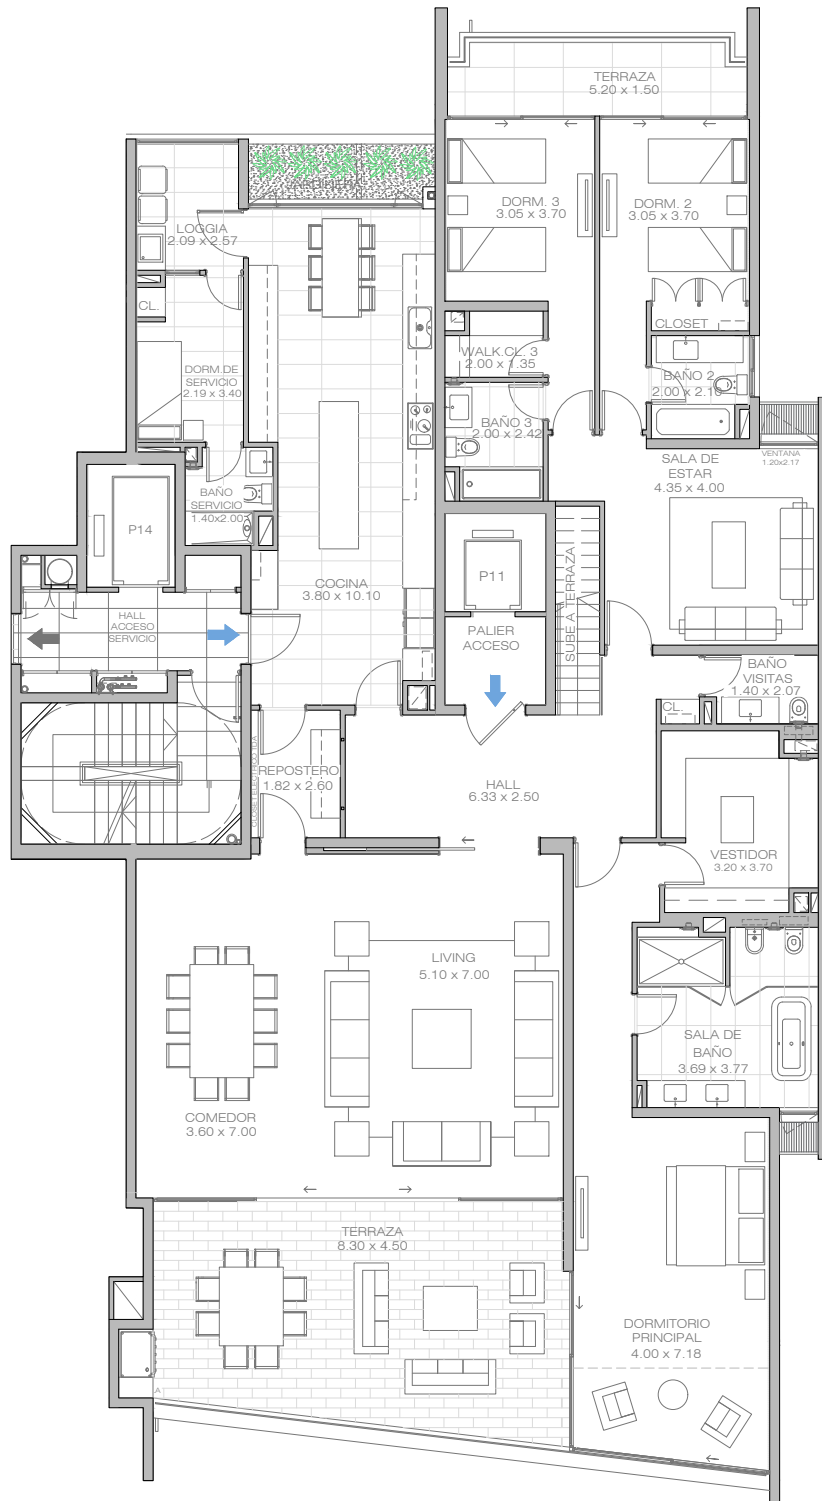 TERRAZA
5.20 x 1.50
DORM. 3
3.05 x 3.70
DORM. 2
3.05 x 3.70
LOGGIA
2.09 x 2.57
CL.
DORM.DE
SERVICIO
2.19 x 3.40
WALK.CL. 3
2.00 x 1.35
CLOSET
BAÑO 2
2.00 x 2.10
BAÑO 3
2.00 x 2.42
SALA DE
ESTAR
4.35 x 4.00
VENTANA
1.20x2.17
BAÑO
SERVICIO
1.40x2.00
P14
P11
COCINA
3.80 x 10.10
SUBE A TERRAZA
HALL
ACCESO
SERVICIO
PALIER
ACCESO
BAÑO
VISITAS
1.40 x 2.07
CL.
REPOSTERO
1.82 x 2.60
HALL
6.33 x 2.50
VESTIDOR
3.20 x 3.70
LIVING
5.10 x 7.00
SALA DE
BAÑO
3.69 x 3.77
COMEDOR
3.60 x 7.00
TERRAZA
8.30 x 4.50
DORMITORIO
PRINCIPAL
4.00 x 7.18
A